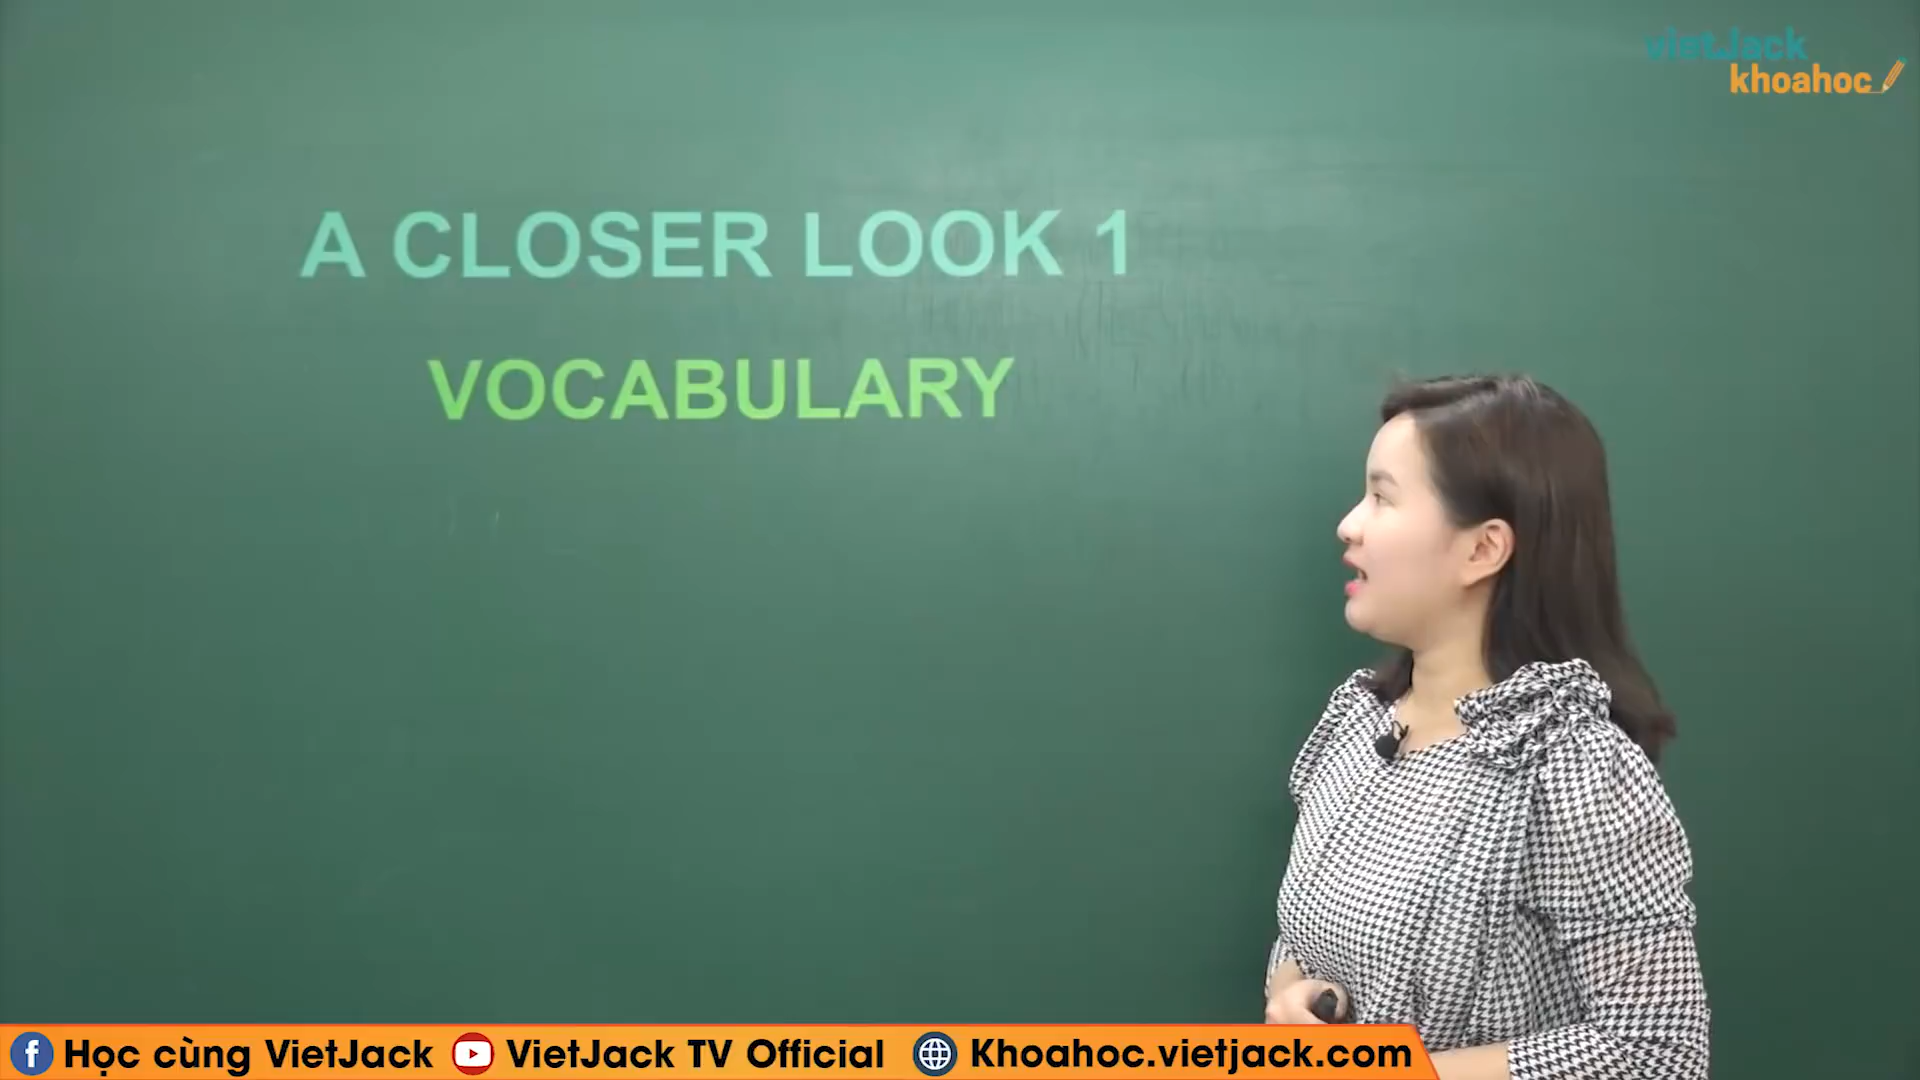 vietJack
khoahoc
A CLOSER LOOK 1
VOCABULARY
Học cùng VietJack VietJack TV Official Khoahoc.vietjack.com